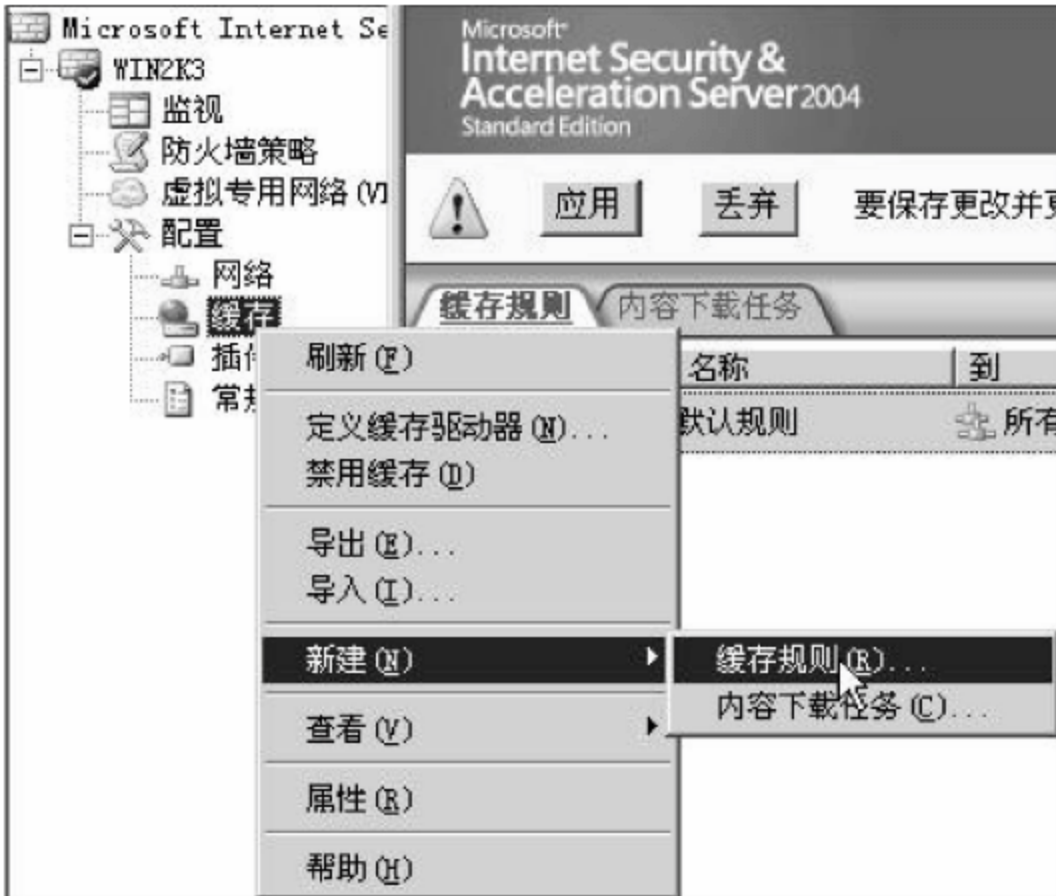 Microsoft Internet Se
WIN2K3
监视
防火墙策略
虚拟专用网络 (VI
配置
网络
缓存
插件
常规
Microsoft
Internet Security &
Acceleration Server 2004
Standard Edition
应用
丢弃
要保存更改并更
缓存规则
内容下载任务
名称
到
默认规则
所有
刷新(F)
定义缓存驱动器(N)...
禁用缓存(D)
导出(E)...
导入(I)...
新建(N)
查看(V)
属性(R)
帮助(H)
缓存规则(R)...
内容下载任务(C)...